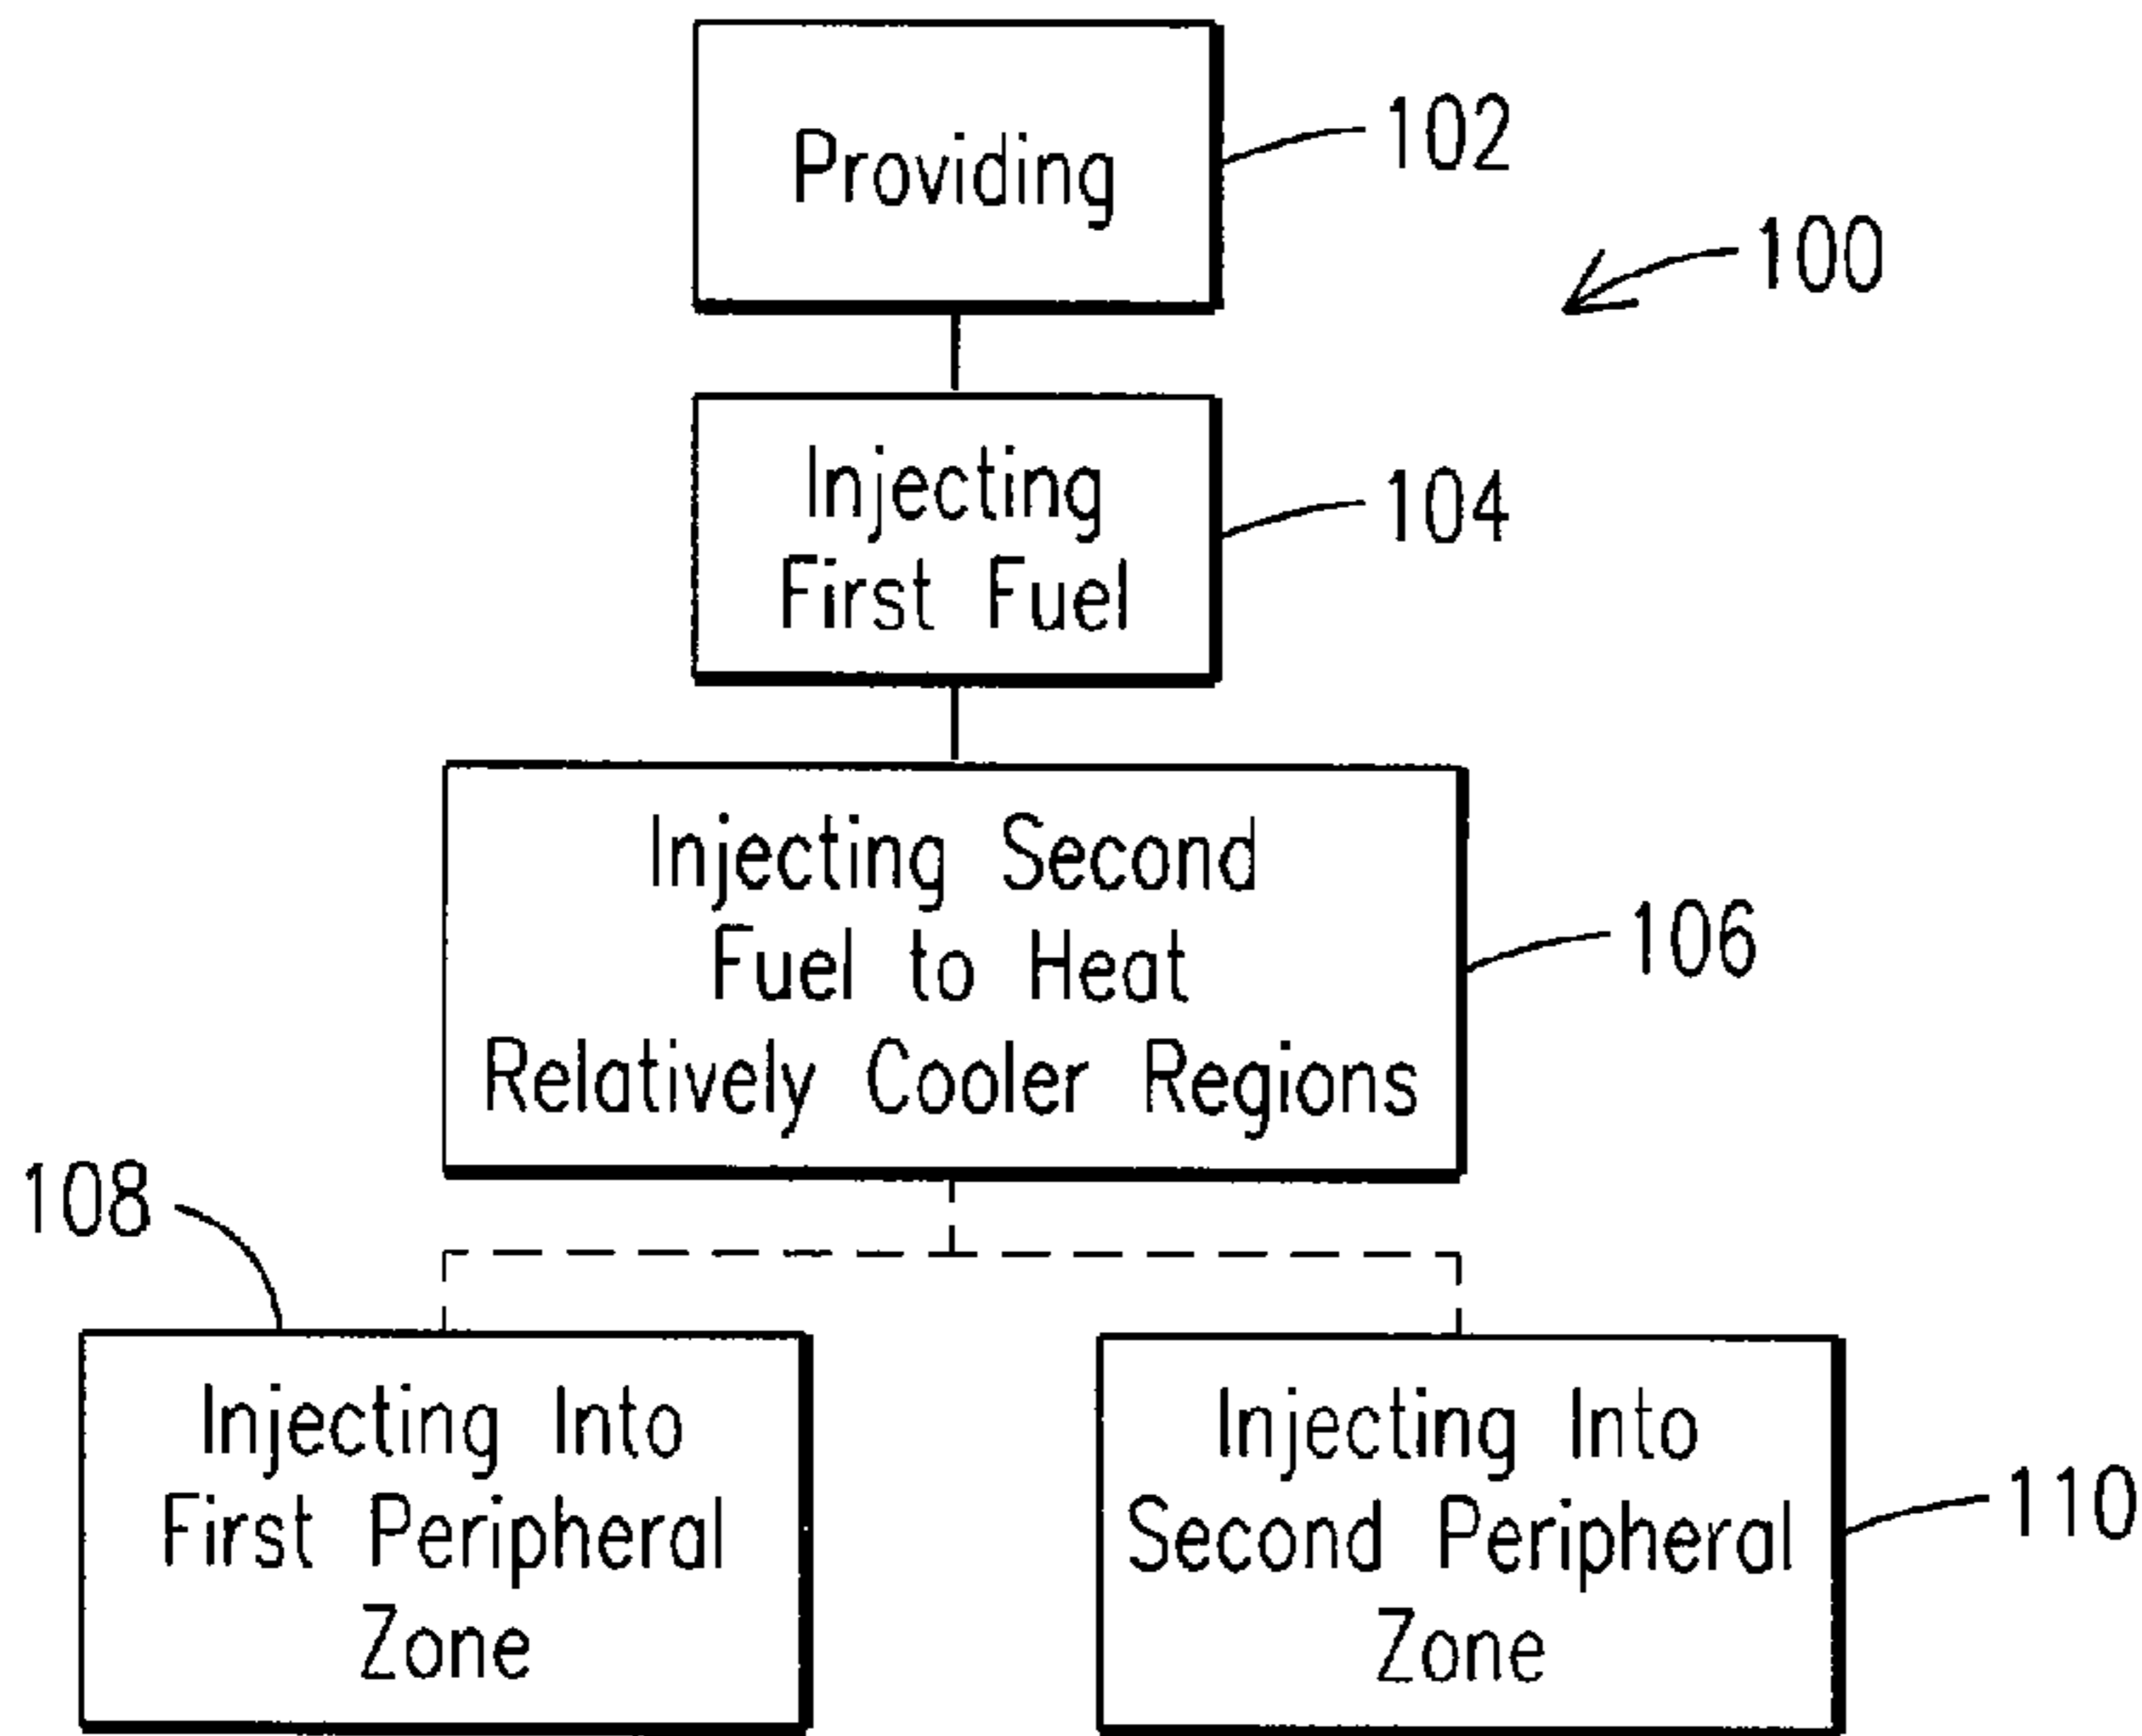 Providing
102
100
Injecting
First Fuel
104
Injecting Second
Fuel to Heat
Relatively Cooler Regions
106
108
Injecting Into
First Peripheral
Zone
Injecting Into
Second Peripheral
Zone
110